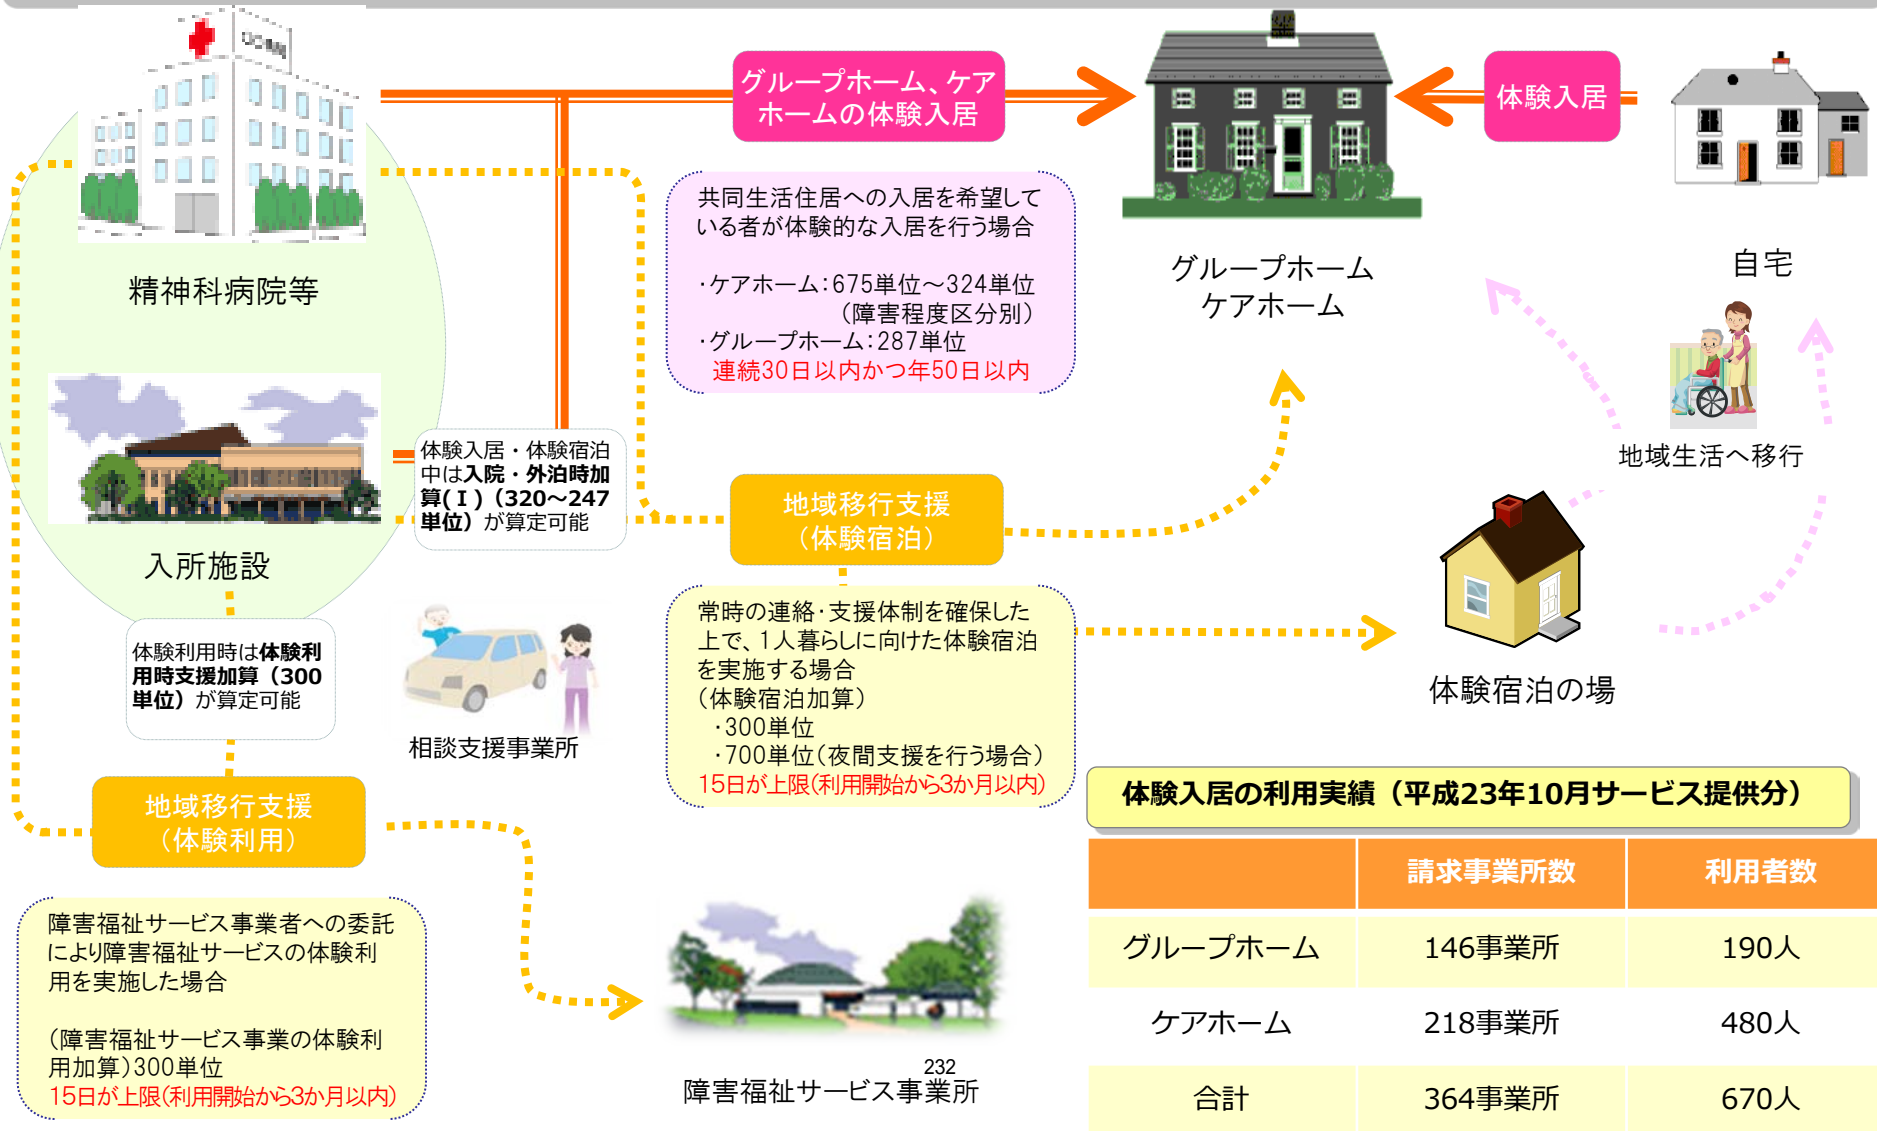 グループホーム、ケア
ホームの体験入居
体験入居
共同生活住居への入居を希望して
いる者が体験的な入居を行う場合
・ケアホーム:675単位～324単位
（障害程度区分別）
・グループホーム:287単位
連続30日以内かつ年50日以内
グループホーム
ケアホーム
自宅
精神科病院等
地域生活へ移行
体験入居・体験宿泊
中は入院・外泊時加
算(Ⅰ)（320～247
単位）が算定可能
地域移行支援
（体験宿泊）
入所施設
常時の連絡・支援体制を確保した
上で、1人暮らしに向けた体験宿泊
を実施する場合
（体験宿泊加算）
・300単位
・700単位（夜間支援を行う場合）
15日が上限（利用開始から3か月以内）
体験宿泊の場
体験利用時は体験利
用時支援加算（300
単位）が算定可能
相談支援事業所
地域移行支援
（体験利用）
障害福祉サービス事業者への委託
により障害福祉サービスの体験利
用を実施した場合
（障害福祉サービス事業の体験利
用加算）300単位
15日が上限（利用開始から3か月以内）
232
障害福祉サービス事業所
体験入居の利用実績（平成23年10月サービス提供分）
請求事業所数 利用者数
グループホーム 146事業所 190人
ケアホーム 218事業所 480人
合計 364事業所 670人